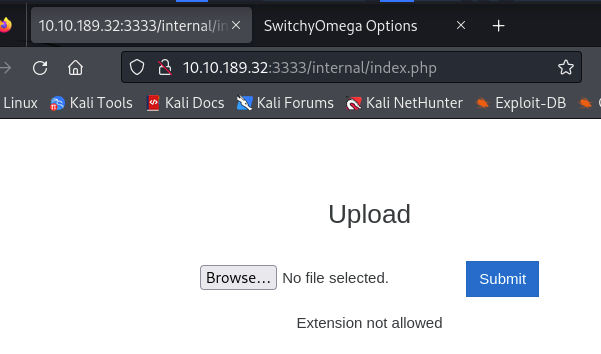 10.10.189.32:3333/internal/in
SwitchyOmega Options
10.10.189.32:3333/internal/index.php
Linux Kali Tools Kali Docs Kali Forums Kali NetHunter Exploit-DB
Upload
Browse... No file selected. Submit
Extension not allowed